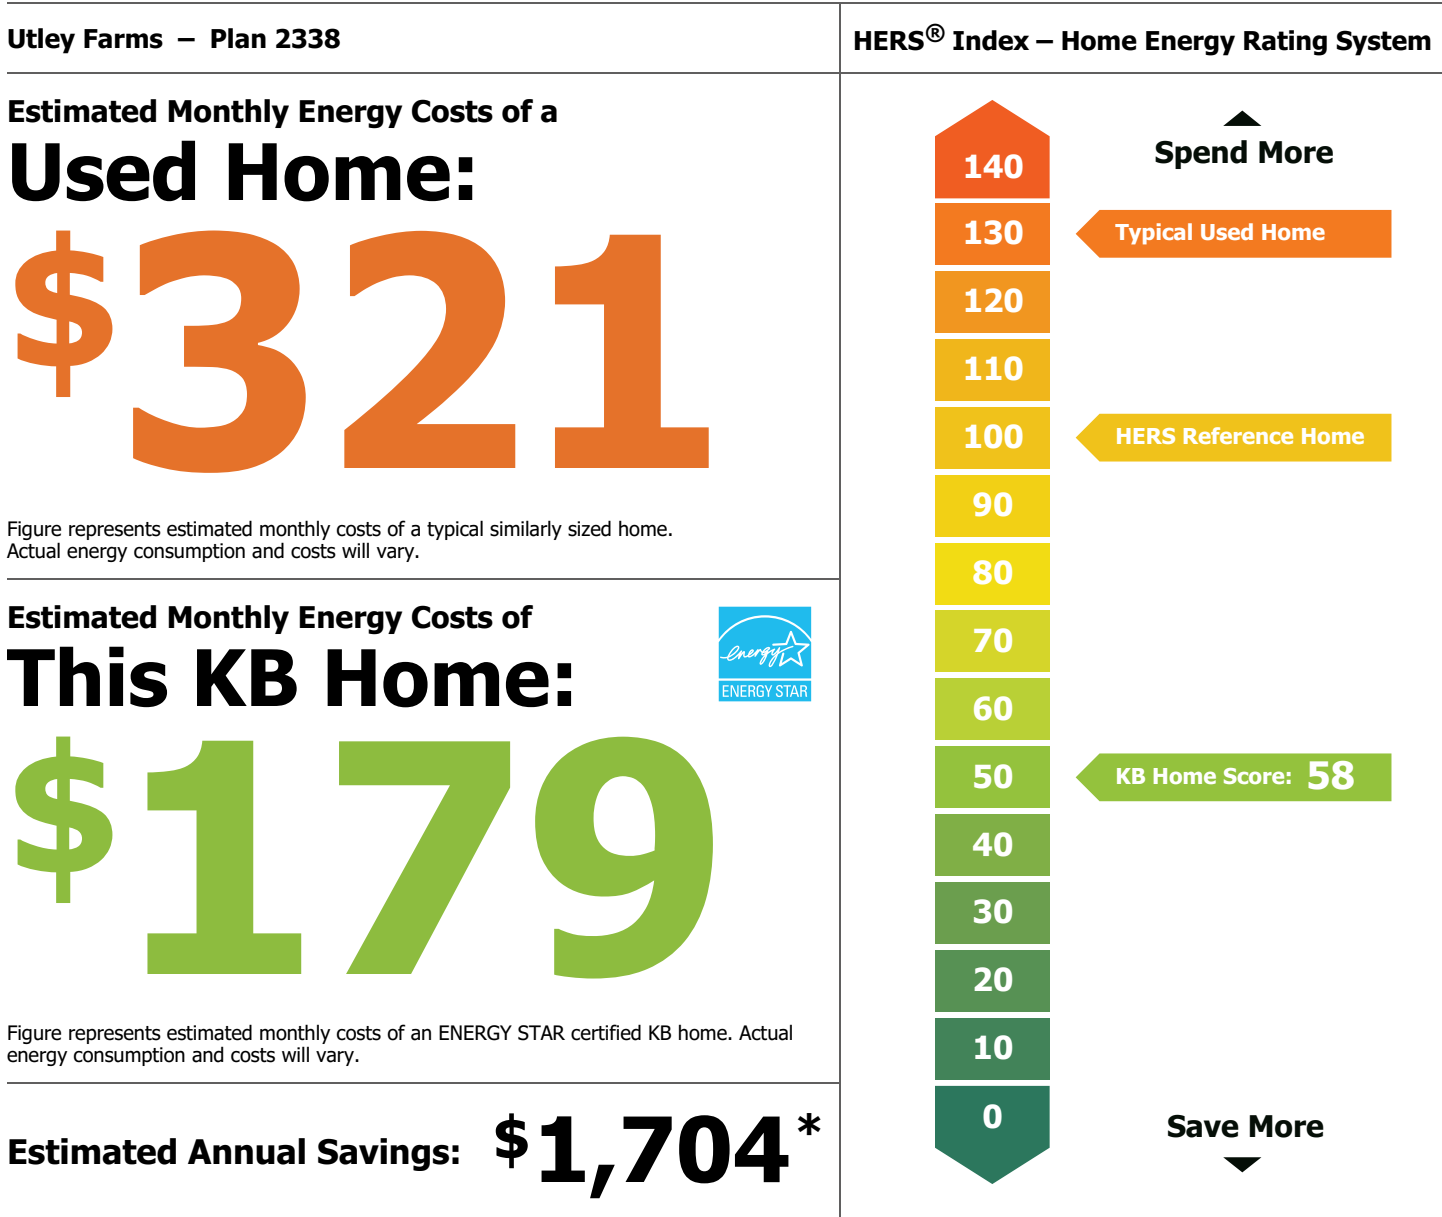 Utley Farms – Plan 2338
Estimated Monthly Energy Costs of a
Used Home:
$321
Figure represents estimated monthly costs of a typical similarly sized home.
Actual energy consumption and costs will vary.
Estimated Monthly Energy Costs of
This KB Home:
energy
ENERGY STAR
$179
Figure represents estimated monthly costs of an ENERGY STAR certified KB home. Actual
energy consumption and costs will vary.
Estimated Annual Savings: $1,704*
HERS® Index – Home Energy Rating System
Spend More
140
130
Typical Used Home
120
110
100
HERS Reference Home
90
80
70
60
50
KB Home Score: 58
40
30
20
10
0
Save More